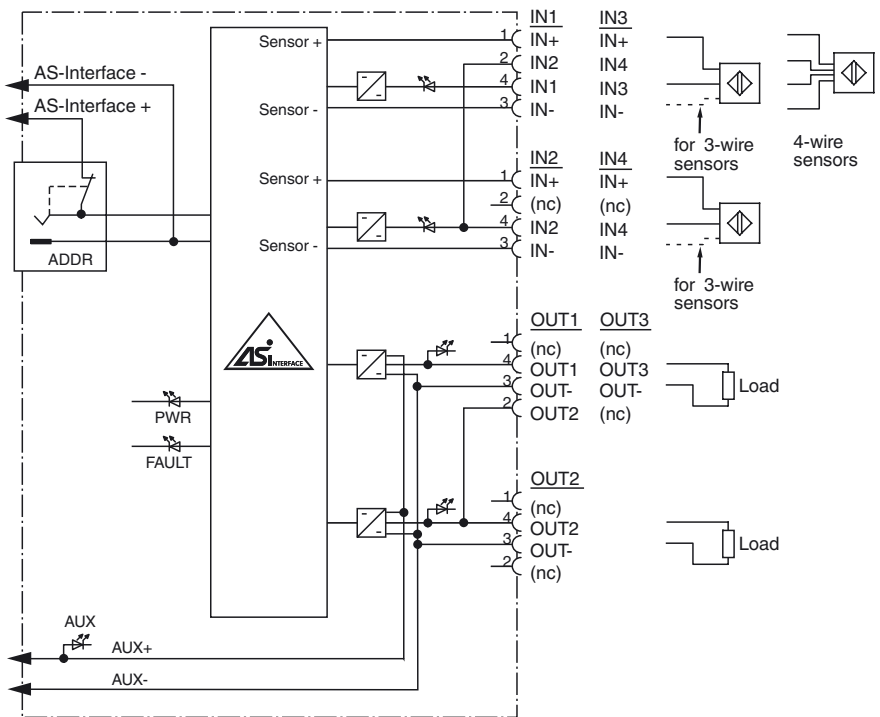 IN1 IN3
Sensor + 1 IN+ IN+
2 IN2 IN4
4 IN1 IN3
Sensor - 3 IN- IN-
AS-Interface -
AS-Interface +
for 3-wire
sensors
4-wire
sensors
IN2 IN4
Sensor + 1 IN+ IN+
2 (nc) (nc)
4 IN2 IN4
Sensor - 3 IN- IN-
ADDR
for 3-wire
sensors
OUT1 OUT3
1 (nc) (nc)
4 OUT1 OUT3
3 OUT- OUT-
2 OUT2 (nc)
Load
ASi INTERFACE
PWR
FAULT
OUT2
1 (nc)
4 OUT2
3 OUT-
2 (nc)
Load
AUX
AUX+
AUX-